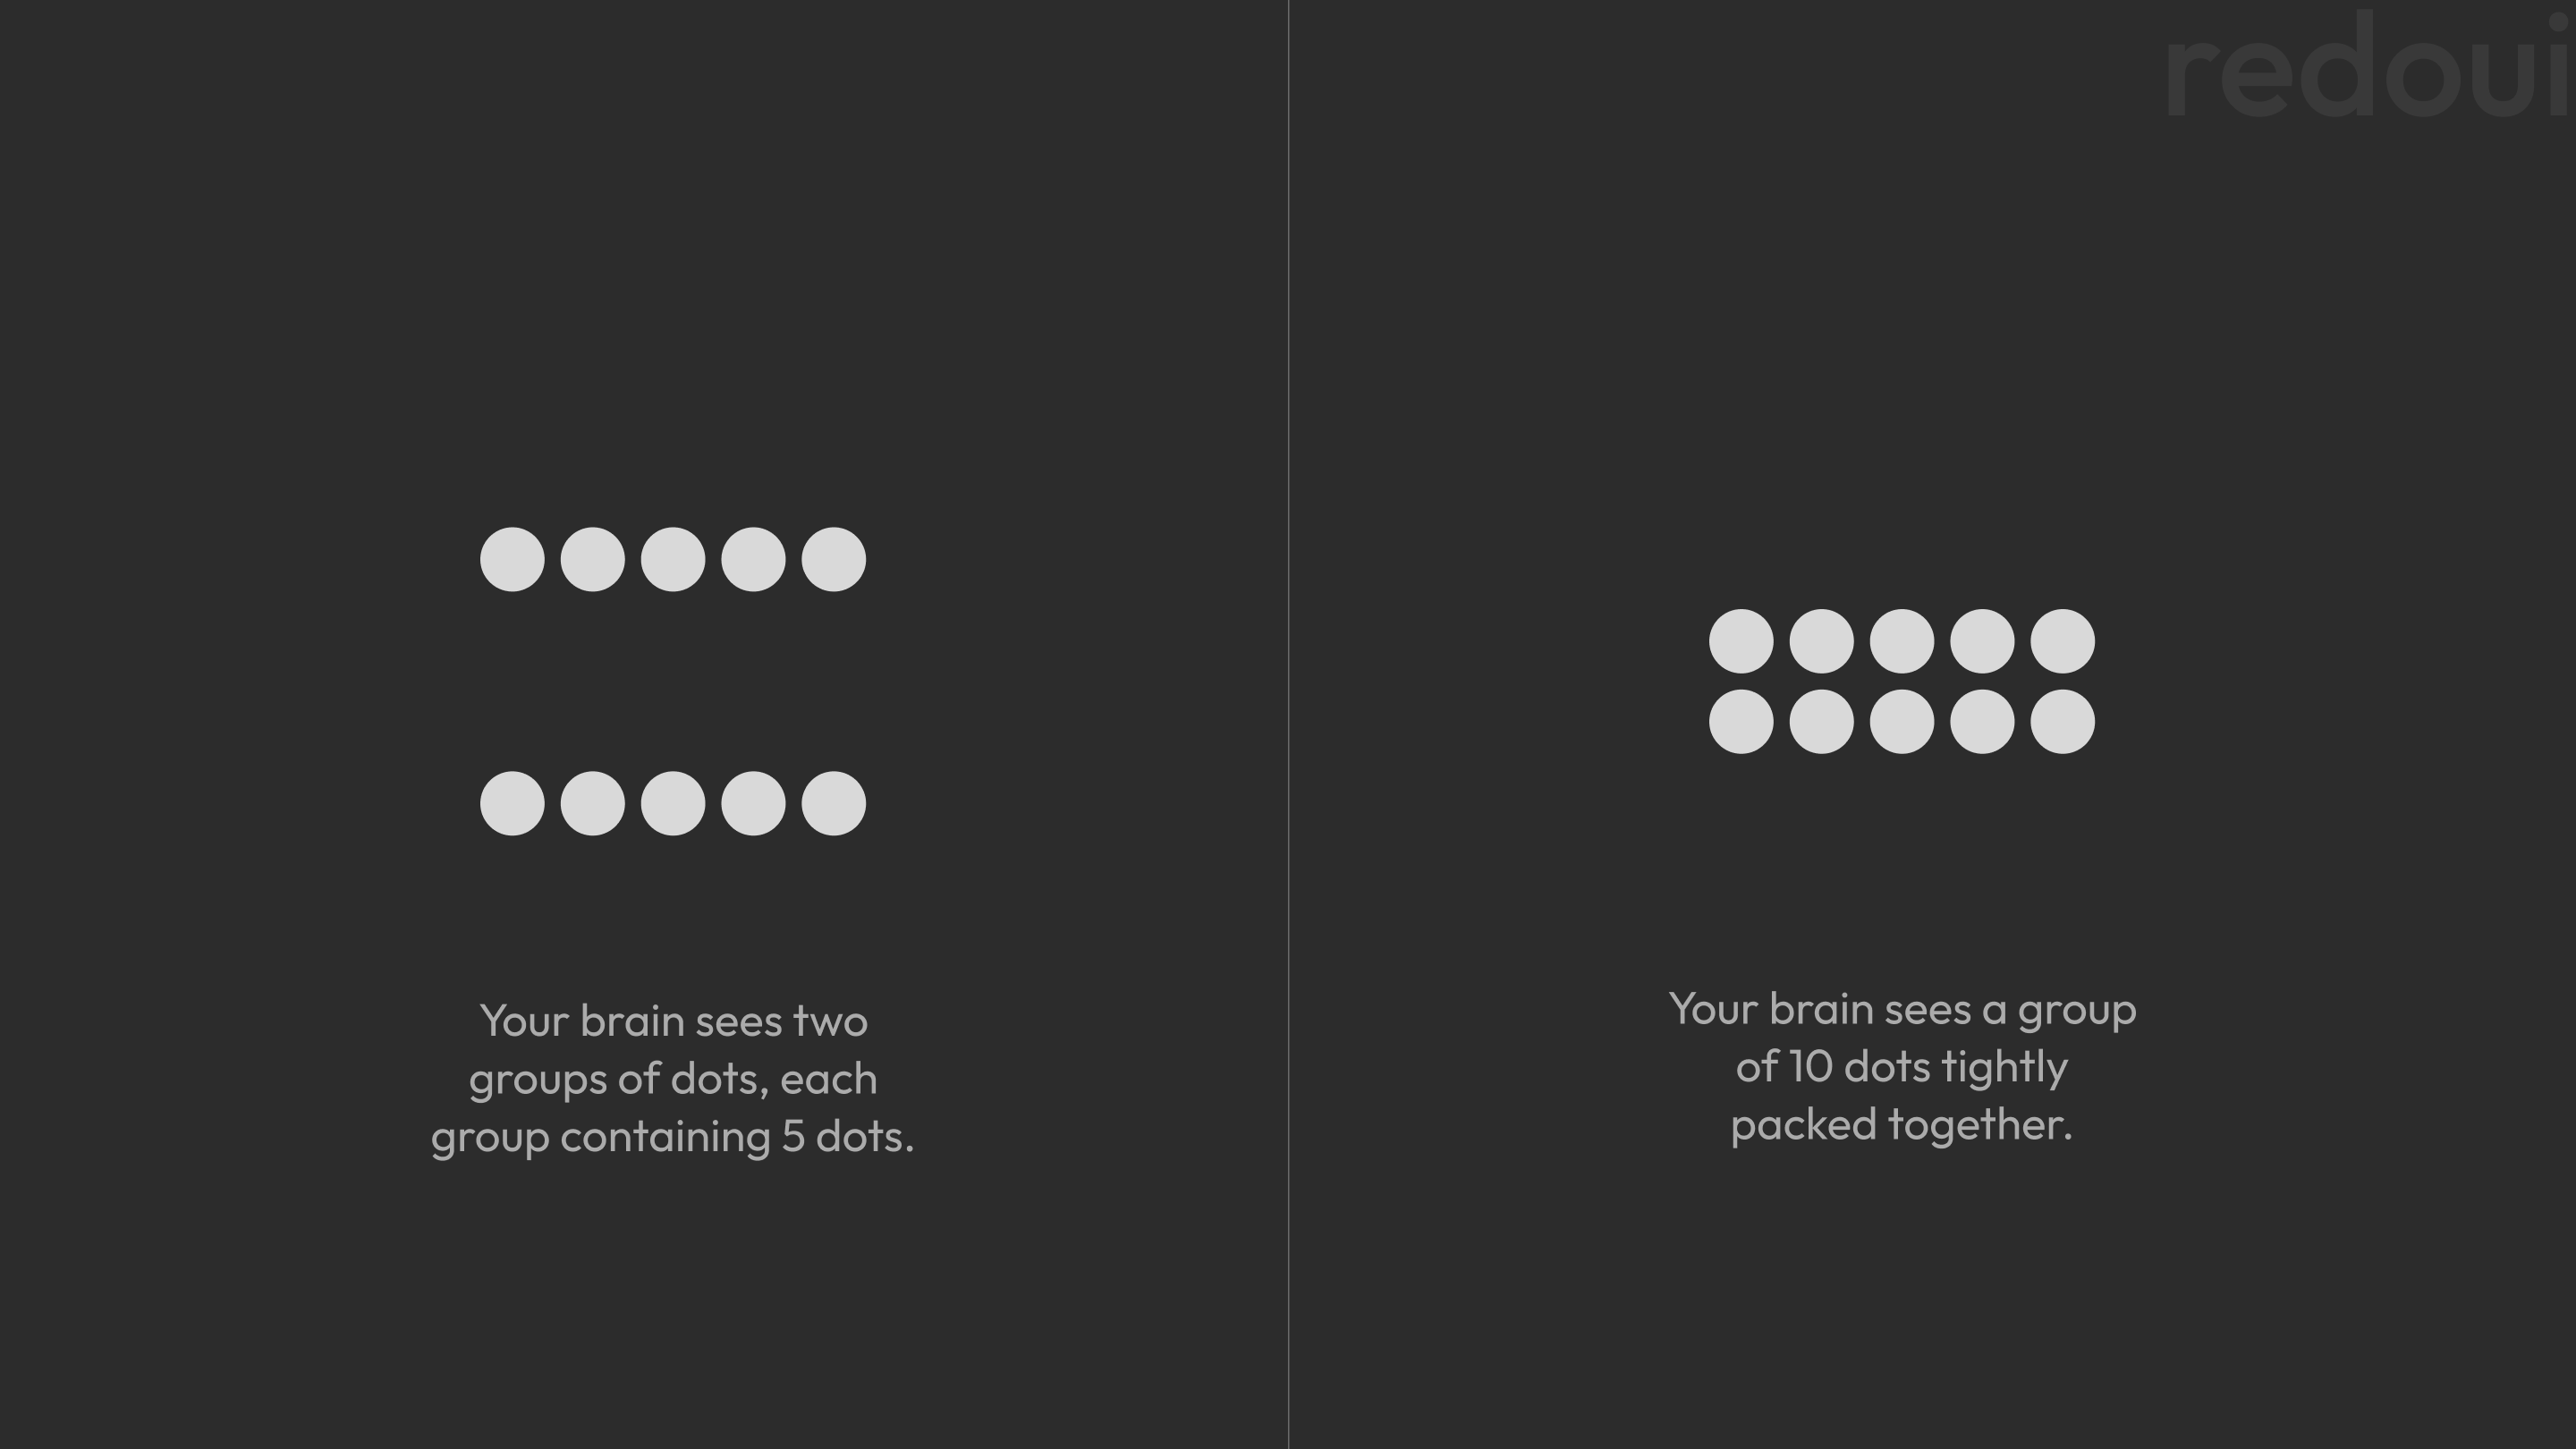 redoui
Your brain sees two
groups of dots, each
group containing 5 dots.
Your brain sees a group
of 10 dots tightly
packed together.